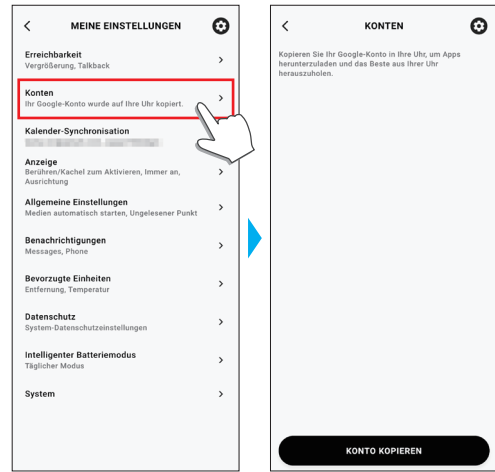 MEINE EINSTELLUNGEN
Erreichbarkeit
Vergrößerung, Talkback
Konten
Ihr Google-Konto wurde auf Ihre Uhr kopiert.
Kalender-Synchronisation
Anzeige
Berühren/Kachel zum Aktivieren, Immer an,
Ausrichtung
Allgemeine Einstellungen
Medien automatisch starten, Ungelesener Punkt
Benachrichtigungen
Messages, Phone
Bevorzugte Einheiten
Entfernung, Temperatur
Datenschutz
System-Datenschutzeinstellungen
Intelligenter Batteriemodus
Täglicher Modus
System
KONTEN
Kopieren Sie Ihr Google-Konto in Ihre Uhr, um Apps
herunterzuladen und das Beste aus Ihrer Uhr
herauszuholen.
KONTO KOPIEREN